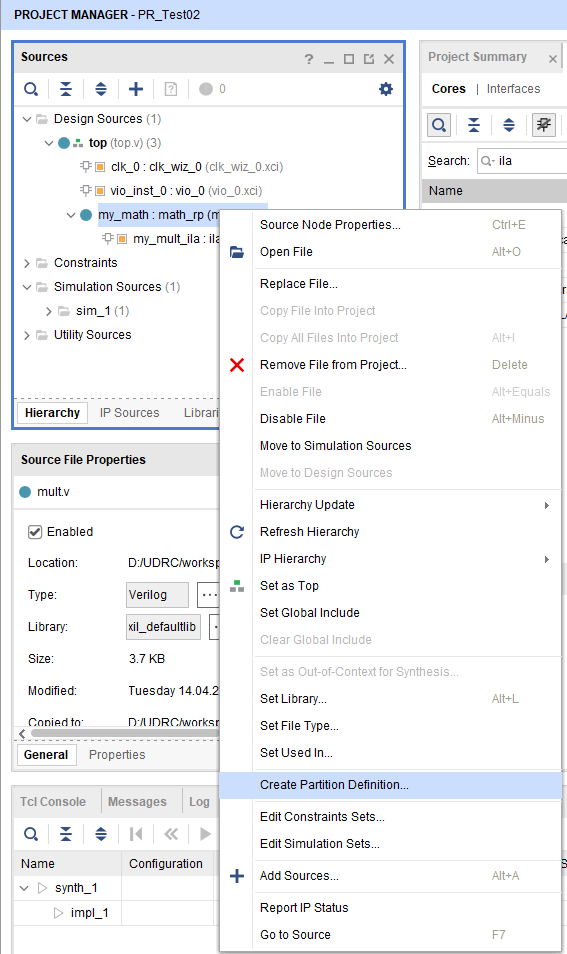 PROJECT MANAGER - PR_Test02
Sources
? _
0
Design Sources (1)
top (top.v) (3)
clk_0 : clk_wiz_0 (clk_wiz_0.xci)
vio_inst_0 : vio_0 (vio_0.xci)
my_math : math_rp (m
my_mult_ila : ila
Constraints
Simulation Sources (1)
sim_1 (1)
Utility Sources
Hierarchy
IP Sources
Librari
Project Summary
Cores | Interfaces
Search:
ila
Name
Source Node Properties... Ctrl+E
Open File Alt+O
Replace File...
Copy File Into Project
Copy All Files Into Project Alt+I
Remove File from Project... Delete
Enable File Alt+Equals
Disable File Alt+Minus
Move to Simulation Sources
Move to Design Sources
Hierarchy Update
Refresh Hierarchy
IP Hierarchy
Set as Top
Set Global Include
Clear Global Include
Set as Out-of-Context for Synthesis...
Set Library... Alt+L
Set File Type...
Set Used In...
Create Partition Definition...
Edit Constraints Sets...
Edit Simulation Sets...
Add Sources... Alt+A
Report IP Status
Go to Source F7
Source File Properties
mult.v
Enabled
Location: D:/UDRC/worksp
Type: Verilog ...
Library: xil_defaultlib
Size: 3.7 KB
Modified: Tuesday 14.04.2
Copied to: D:/UDRC/worksp
General
Properties
Tcl Console
Messages
Log
Name
Configuration
synth_1
impl_1